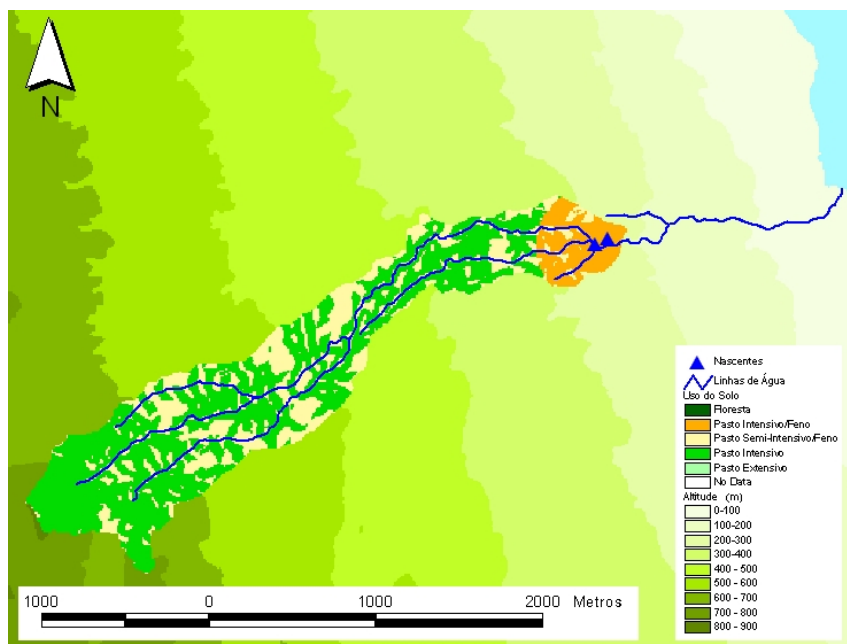 N
Nascentes
Linhas de Água
Uso do Solo
Floresta
Pasto Intensivo/Feno
Pasto Semi-Intensivo/Feno
Pasto Intensivo
Pasto Extensivo
No Data
Altitude (m)
0-100
100-200
200-300
300-400
400 - 500
500 - 600
600 - 700
700 - 800
800 - 900
1000 0 1000 2000 Metros